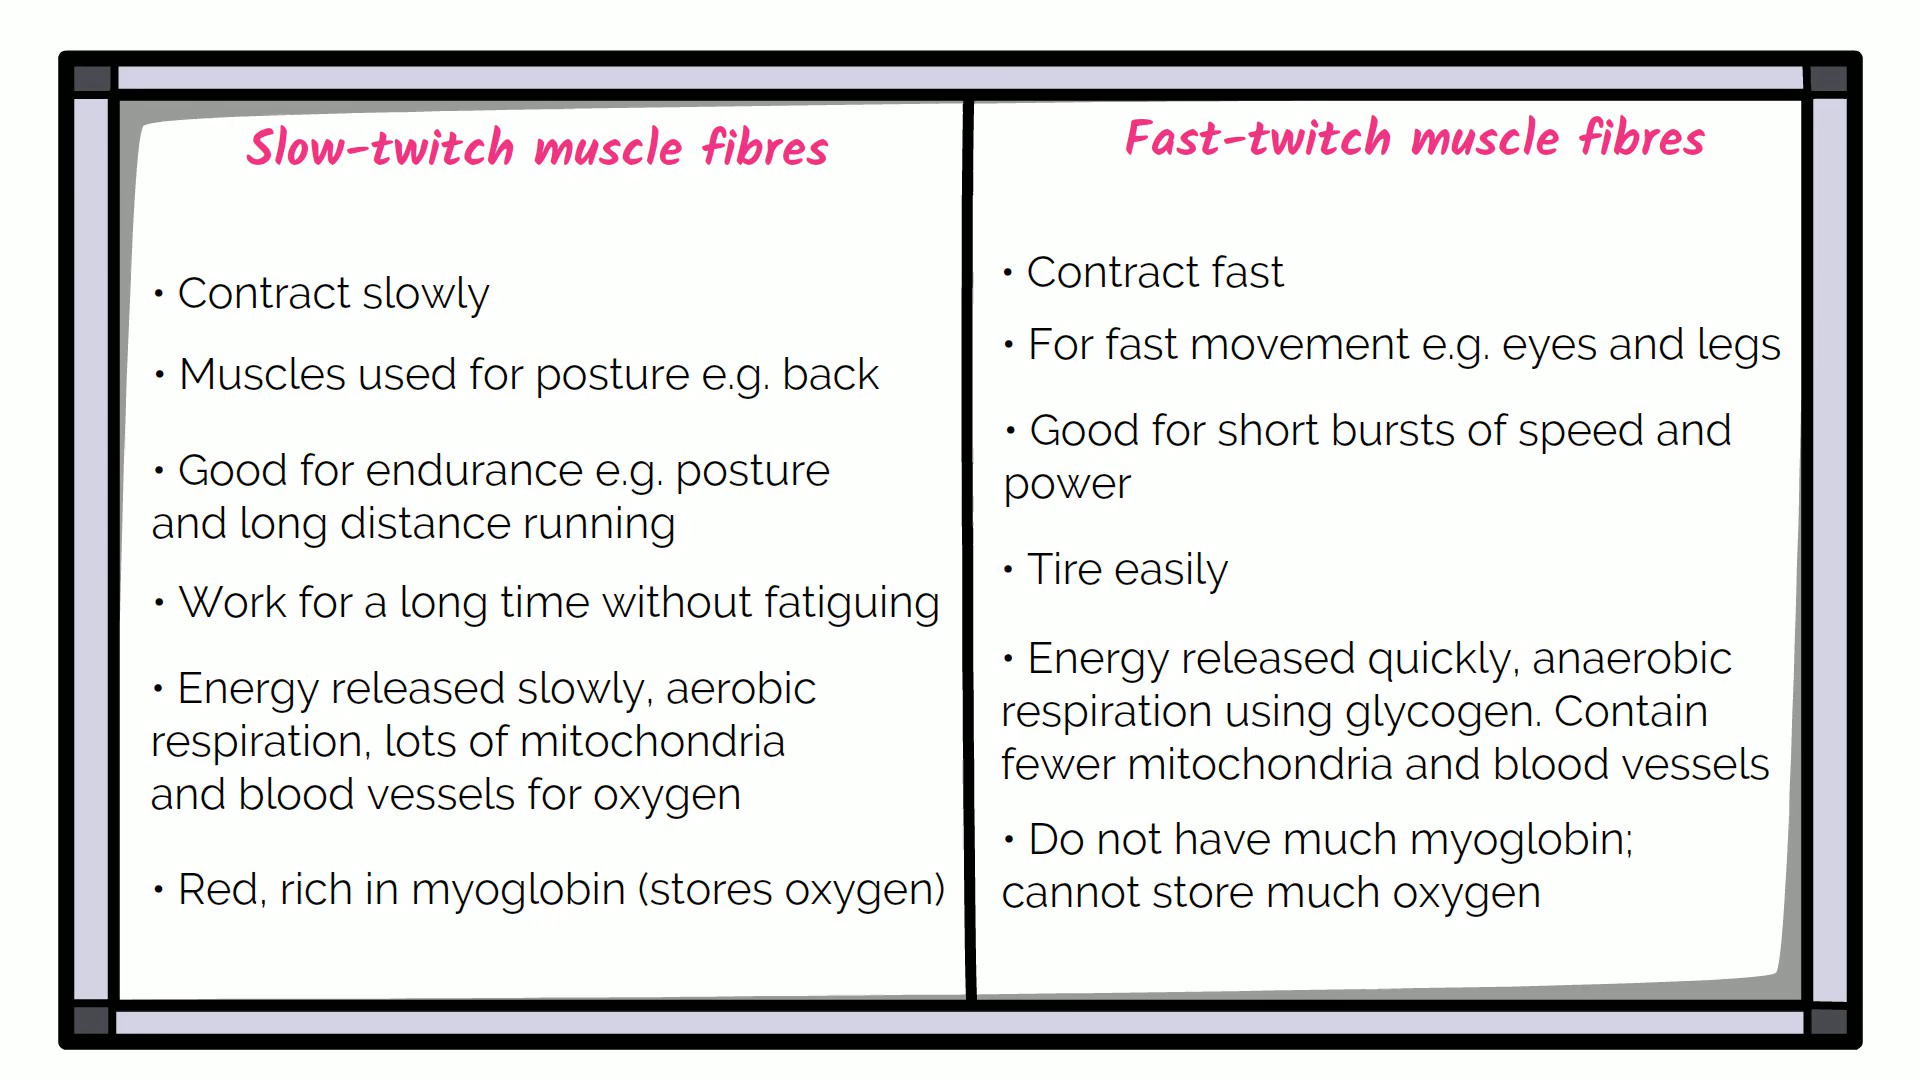 Slow-twitch muscle fibres
• Contract slowly
• Muscles used for posture e.g. back
• Good for endurance e.g. posture
and long distance running
• Work for a long time without fatiguing
• Energy released slowly, aerobic
respiration, lots of mitochondria
and blood vessels for oxygen
• Red, rich in myoglobin (stores oxygen)
Fast-twitch muscle fibres
• Contract fast
• For fast movement e.g. eyes and legs
• Good for short bursts of speed and
power
• Tire easily
• Energy released quickly, anaerobic
respiration using glycogen. Contain
fewer mitochondria and blood vessels
• Do not have much myoglobin;
cannot store much oxygen